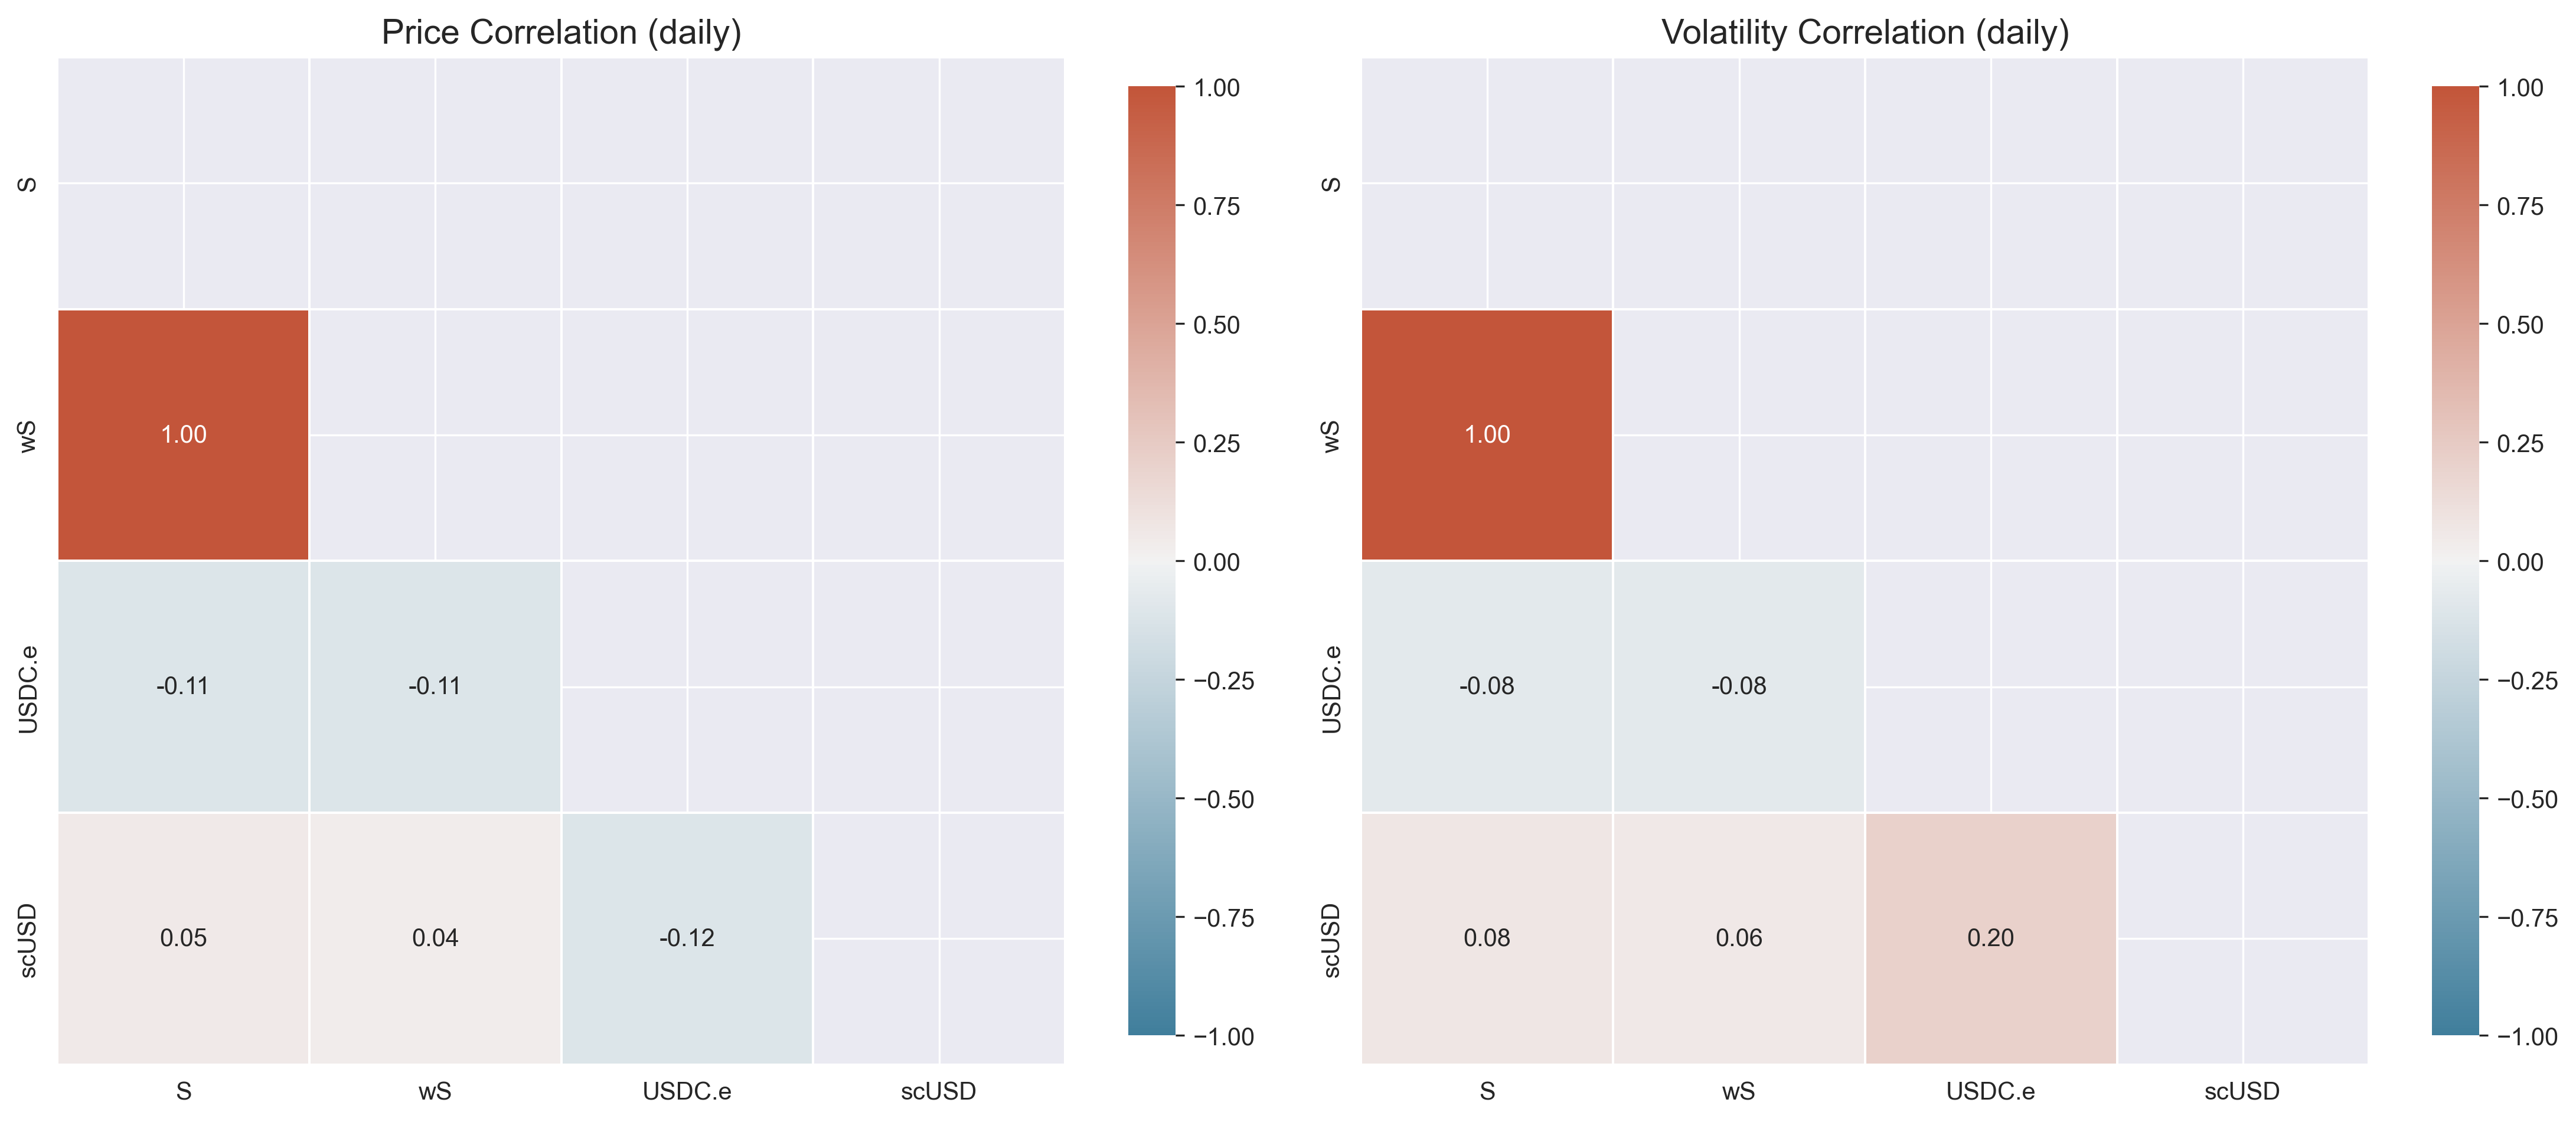 Price Correlation (daily)
S
wS
USDC.e
scUSD
1.00
-0.11 -0.11
0.05 0.04 -0.12
S wS USDC.e scUSD
1.00
0.75
0.50
0.25
0.00
−0.25
−0.50
−0.75
−1.00
Volatility Correlation (daily)
S
wS
USDC.e
scUSD
1.00
-0.08 -0.08
0.08 0.06 0.20
S wS USDC.e scUSD
1.00
0.75
0.50
0.25
0.00
−0.25
−0.50
−0.75
−1.00